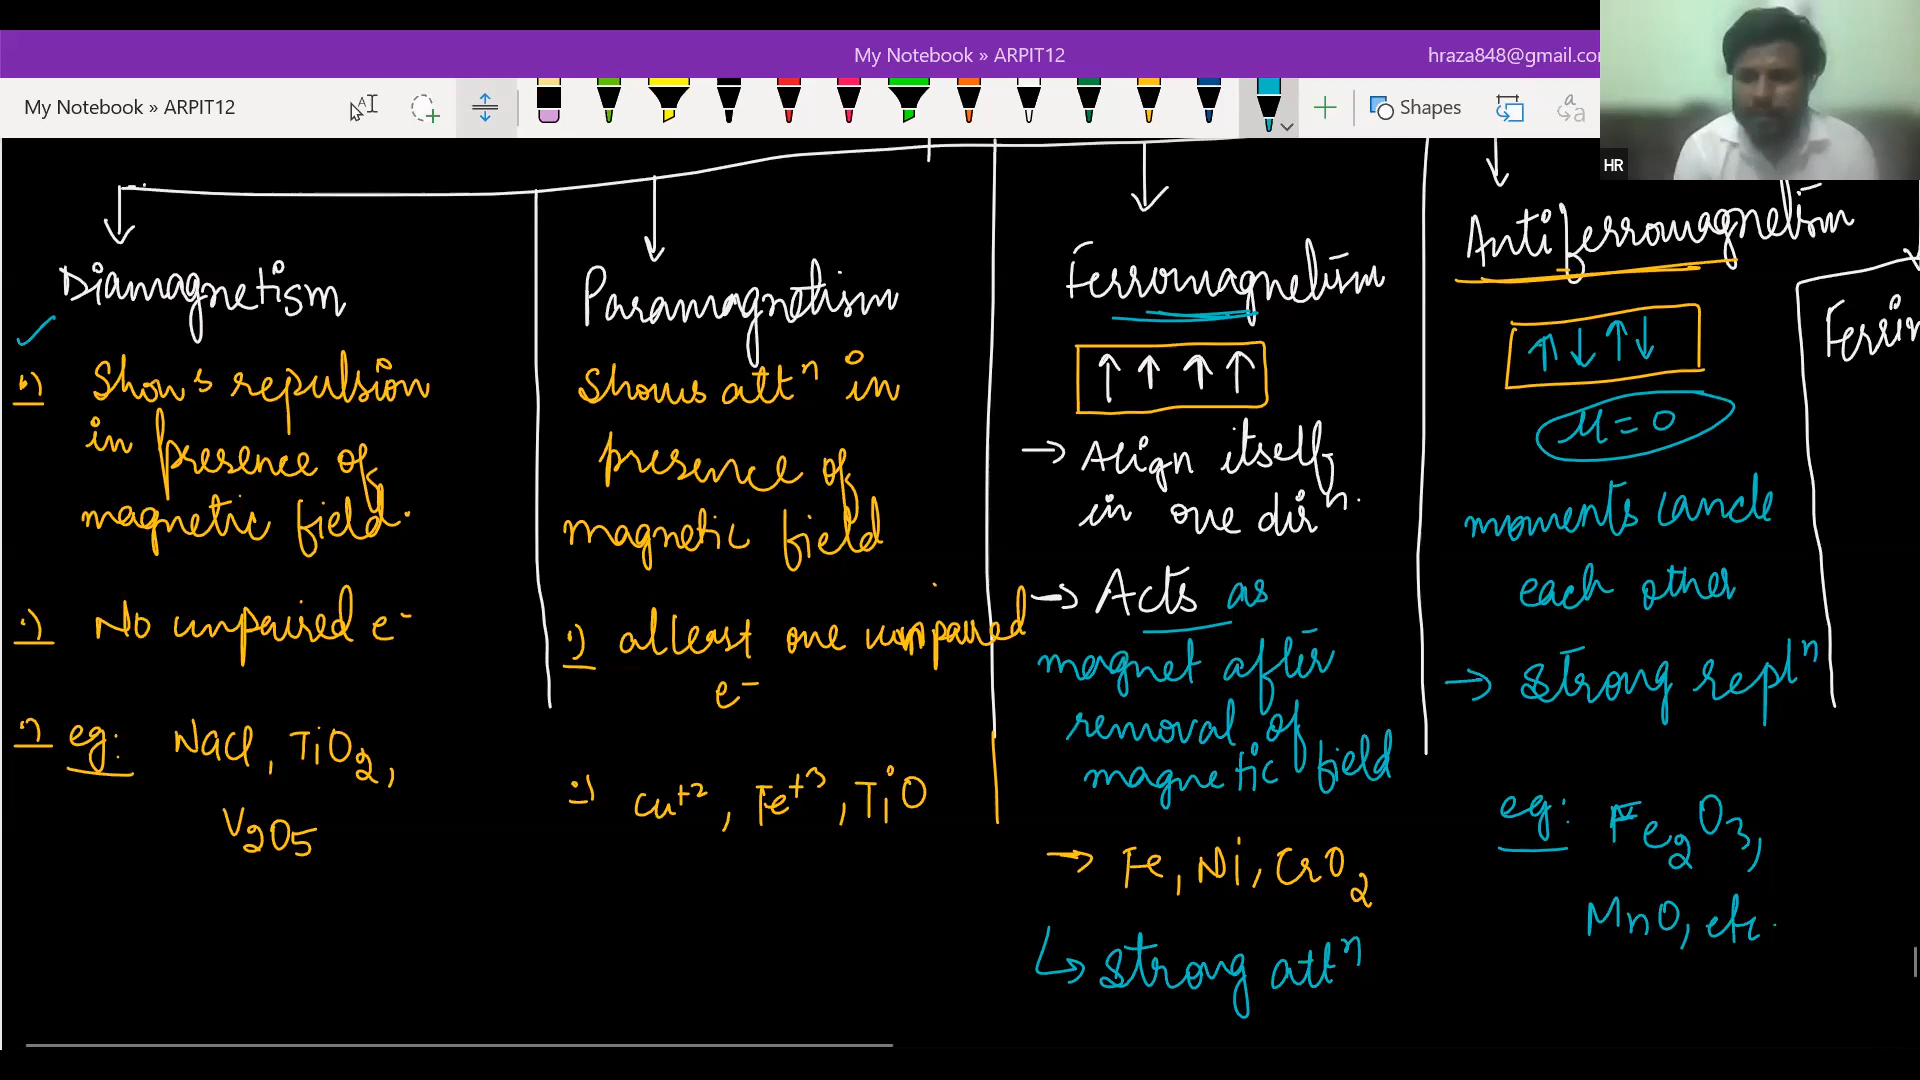 My Notebook » ARPIT12
hraza848@gmail.co
My Notebook » ARPIT12
Shapes
HR
Diamagnetism
Shows repulsion
in presence of
magnetic field.
No unpaired e-
eg: NaCl, TiO2,
V2O5
Paramagnetism
Shows attn in
presence of
magnetic field
atleast one unpaired
e-
Cu+2, Fe+3, TiO
Ferromagnetism
↑ ↑ ↑ ↑
→ Align itself
in one dirn.
→ Acts as
magnet after
removal of
magnetic field
→ Fe, Ni, CrO2
↳ strong attn
Antiferromagnetism
↑ ↓ ↑ ↓
μ = 0
moments cancle
each other
→ strong repln
eg: Fe2O3,
MnO, etc.
Ferrim